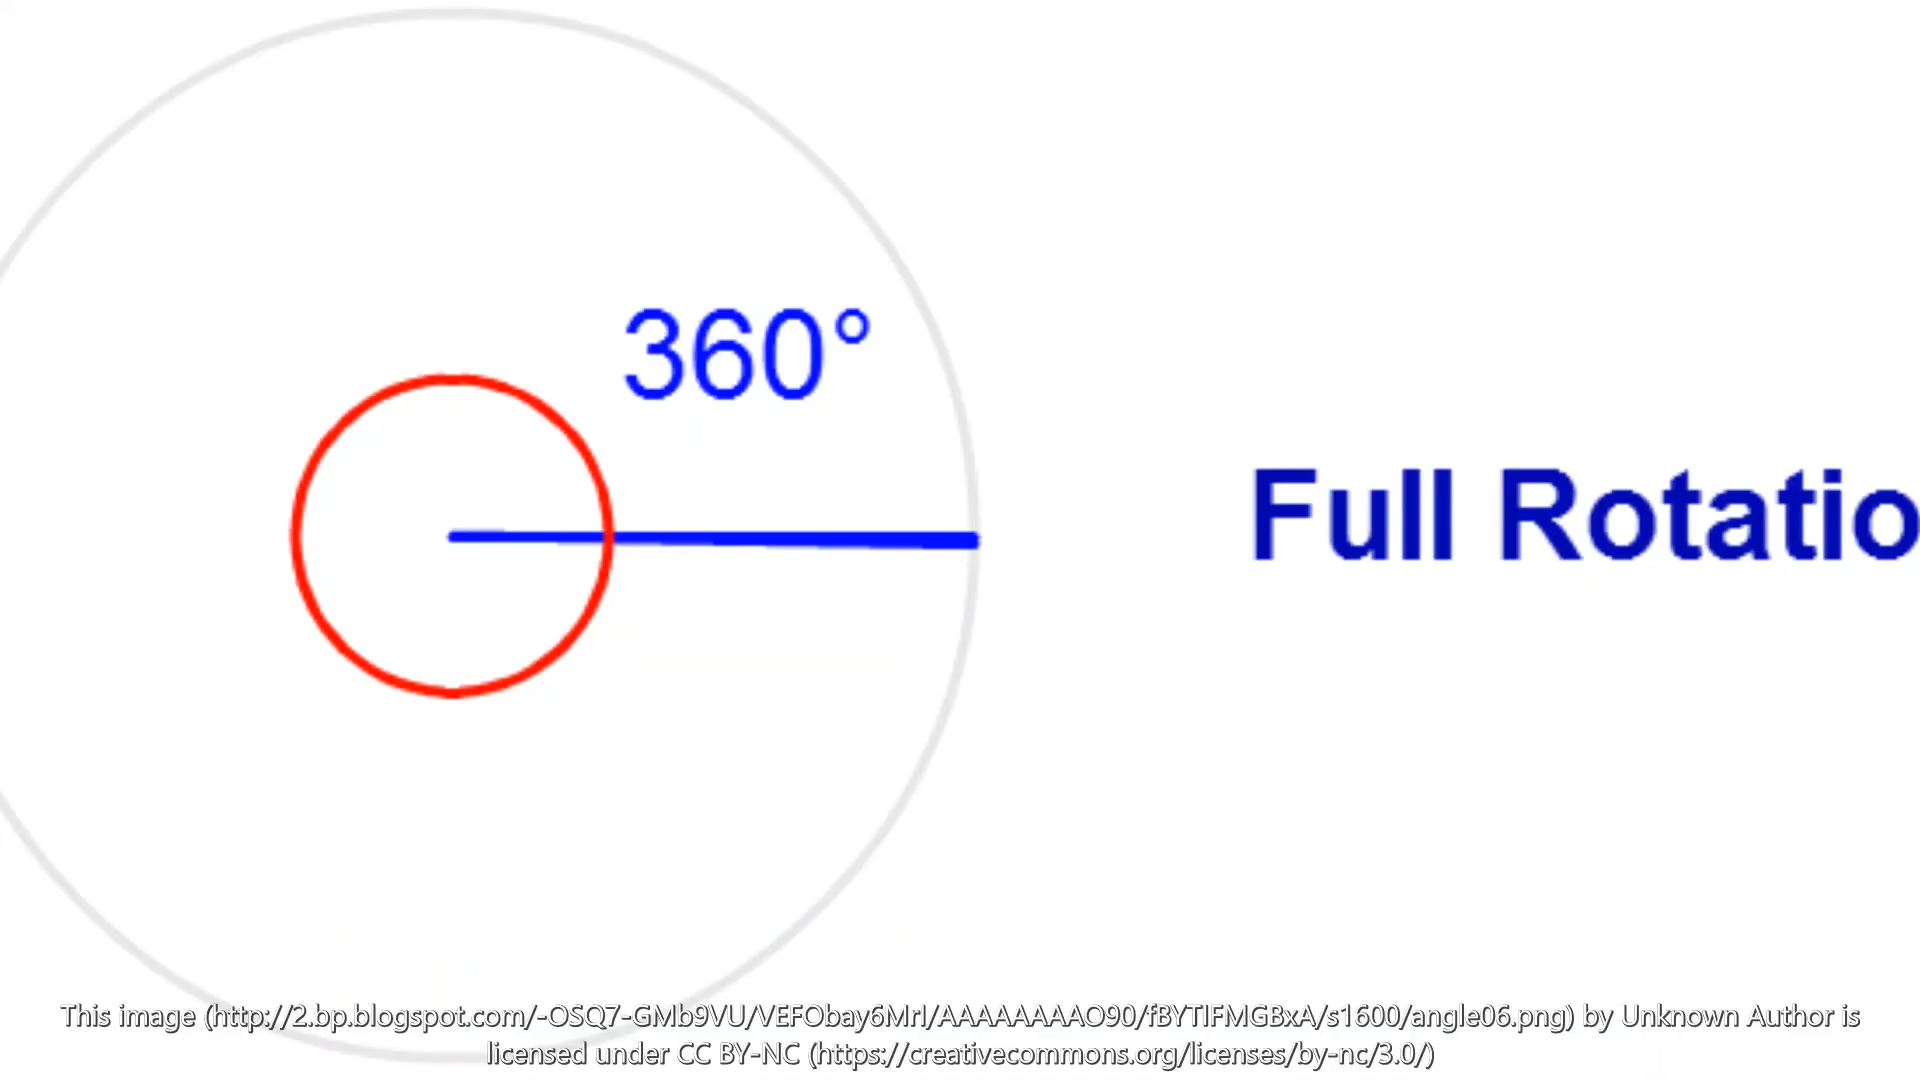 360°
Full Rotatio
This image (http://2.bp.blogspot.com/-OSQ7-GMb9VU/VEFObay6MrI/AAAAAAAAO90/fBYTlFMGBxA/s1600/angle06.png) by Unknown Author is
licensed under CC BY-NC (https://creativecommons.org/licenses/by-nc/3.0/)